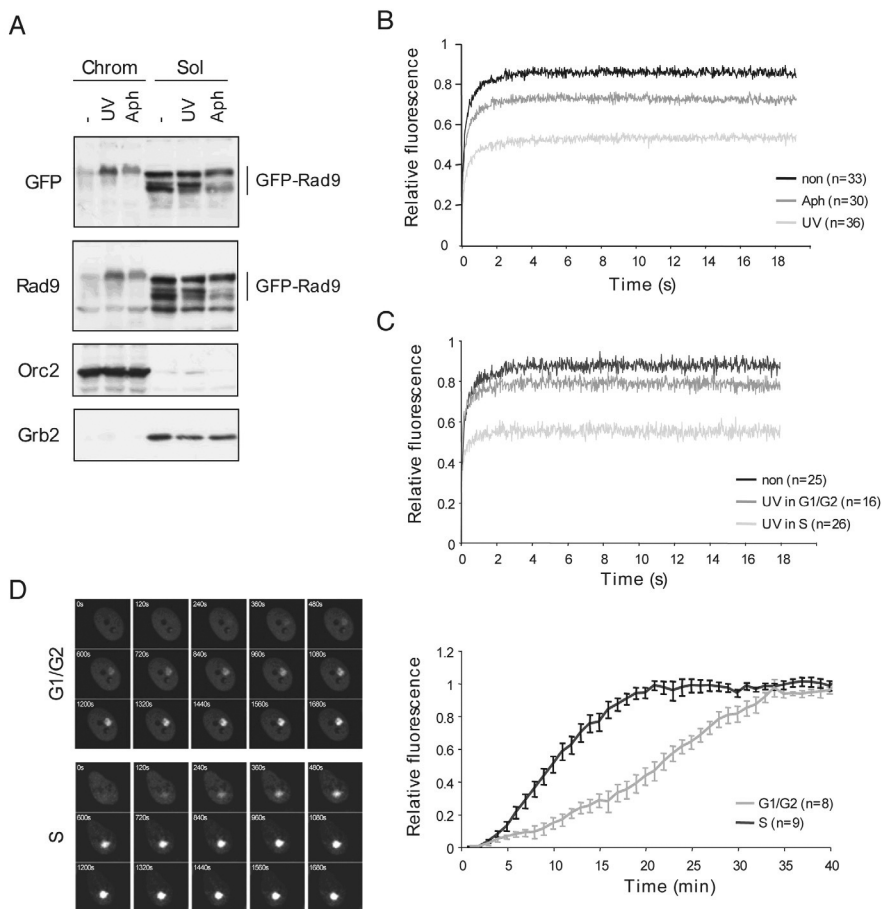 A
Chrom Sol
- UV Aph - UV Aph
GFP
GFP-Rad9
Rad9
GFP-Rad9
Orc2
Grb2
B
Relative fluorescence
1
0.8
0.6
0.4
0.2
0
0 2 4 6 8 10 12 14 16 18
Time (s)
non (n=33)
Aph (n=30)
UV (n=36)
C
Relative fluorescence
1
0.8
0.6
0.4
0.2
0
0 2 4 6 8 10 12 14 16 18
Time (s)
non (n=25)
UV in G1/G2 (n=16)
UV in S (n=26)
D
G1/G2
0s 120s 240s 360s 480s
600s 720s 840s 960s 1080s
1200s 1320s 1440s 1560s 1680s
S
0s 120s 240s 360s 480s
600s 720s 840s 960s 1080s
1200s 1320s 1440s 1560s 1680s
Relative fluorescence
1.2
1
0.8
0.6
0.4
0.2
0
0 5 10 15 20 25 30 35 40
Time (min)
G1/G2 (n=8)
S (n=9)